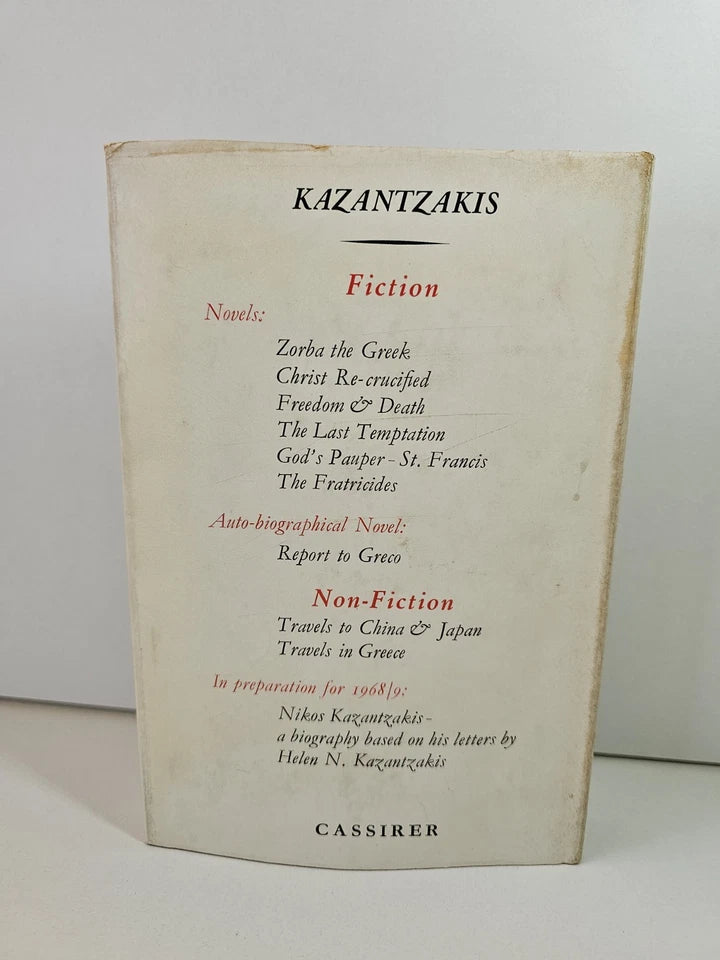 KAZANTZAKIS
Fiction
Novels:
Zorba the Greek
Christ Re-crucified
Freedom & Death
The Last Temptation
God's Pauper - St. Francis
The Fratricides
Auto-biographical Novel:
Report to Greco
Non-Fiction
Travels to China & Japan
Travels in Greece
In preparation for 1968/9:
Nikos Kazantzakis -
a biography based on his letters by
Helen N. Kazantzakis
CASSIRER